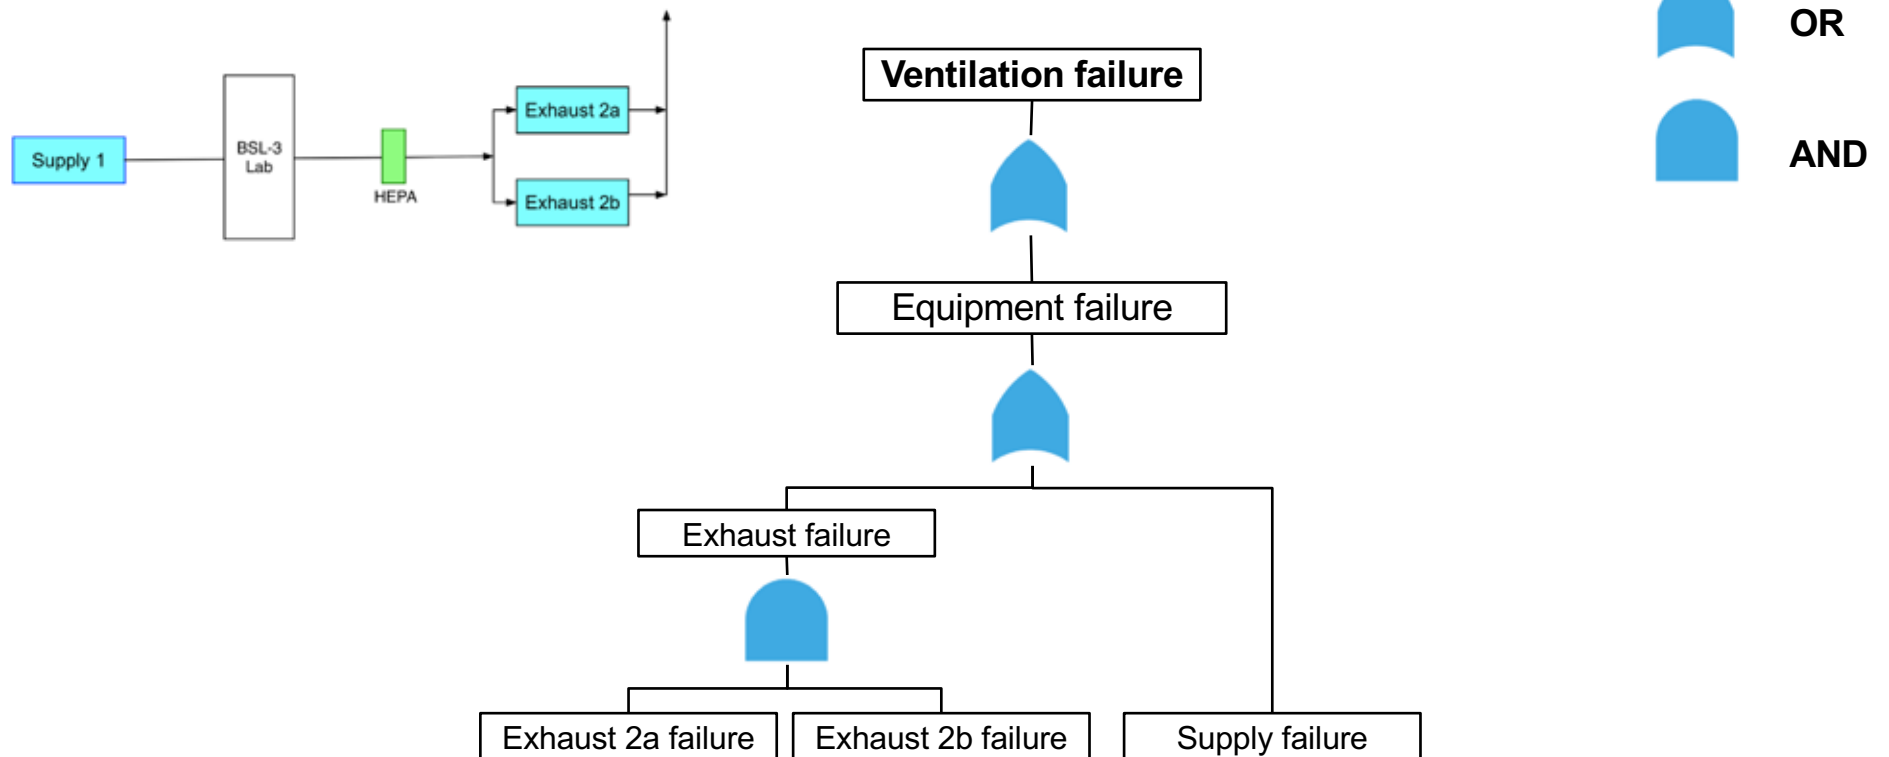 Supply 1
BSL-3
Lab
HEPA
Exhaust 2a
Exhaust 2b
Ventilation failure
Equipment failure
Exhaust failure
Exhaust 2a failure
Exhaust 2b failure
Supply failure
OR
AND